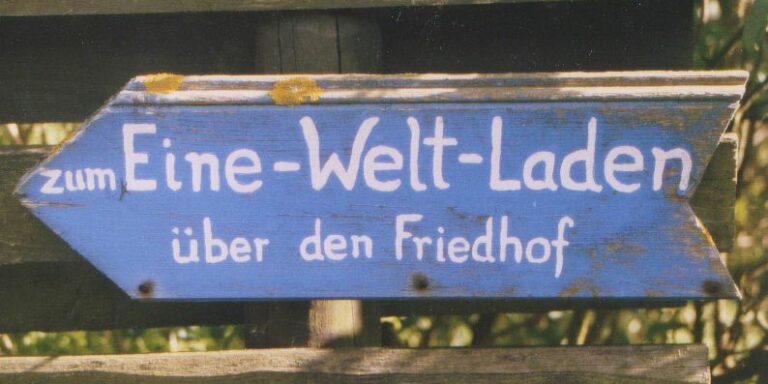 zum Eine-Welt-Laden
über den Friedhof